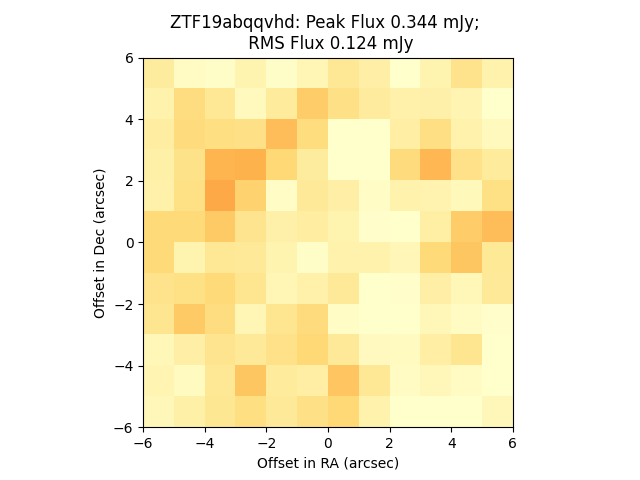 ZTF19abqqvhd: Peak Flux 0.344 mJy;
RMS Flux 0.124 mJy
6
4
2
0
−2
−4
−6
Offset in Dec (arcsec)
−6 −4 −2 0 2 4 6
Offset in RA (arcsec)